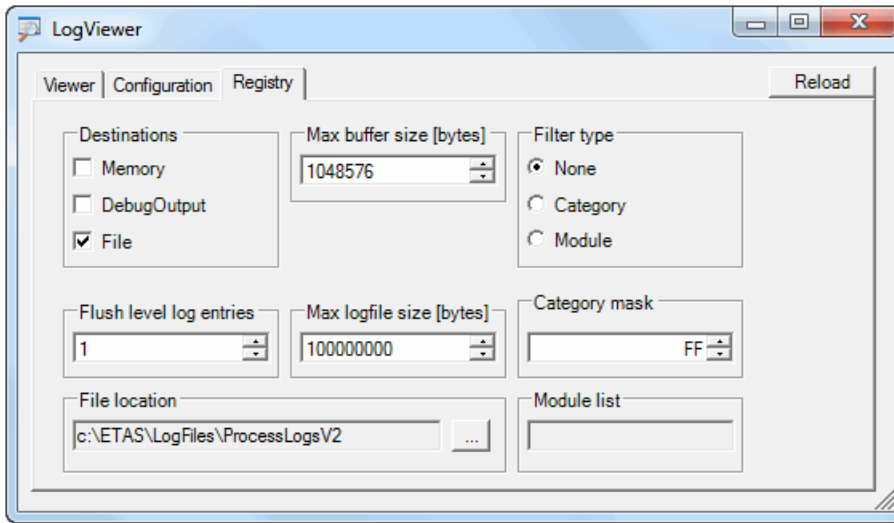 LogViewer
Viewer
Configuration
Registry
Reload
Destinations
Memory
DebugOutput
File
Max buffer size [bytes]
1048576
Filter type
None
Category
Module
Flush level log entries
1
Max logfile size [bytes]
100000000
Category mask
FF
File location
c:\ETAS\LogFiles\ProcessLogsV2
...
Module list